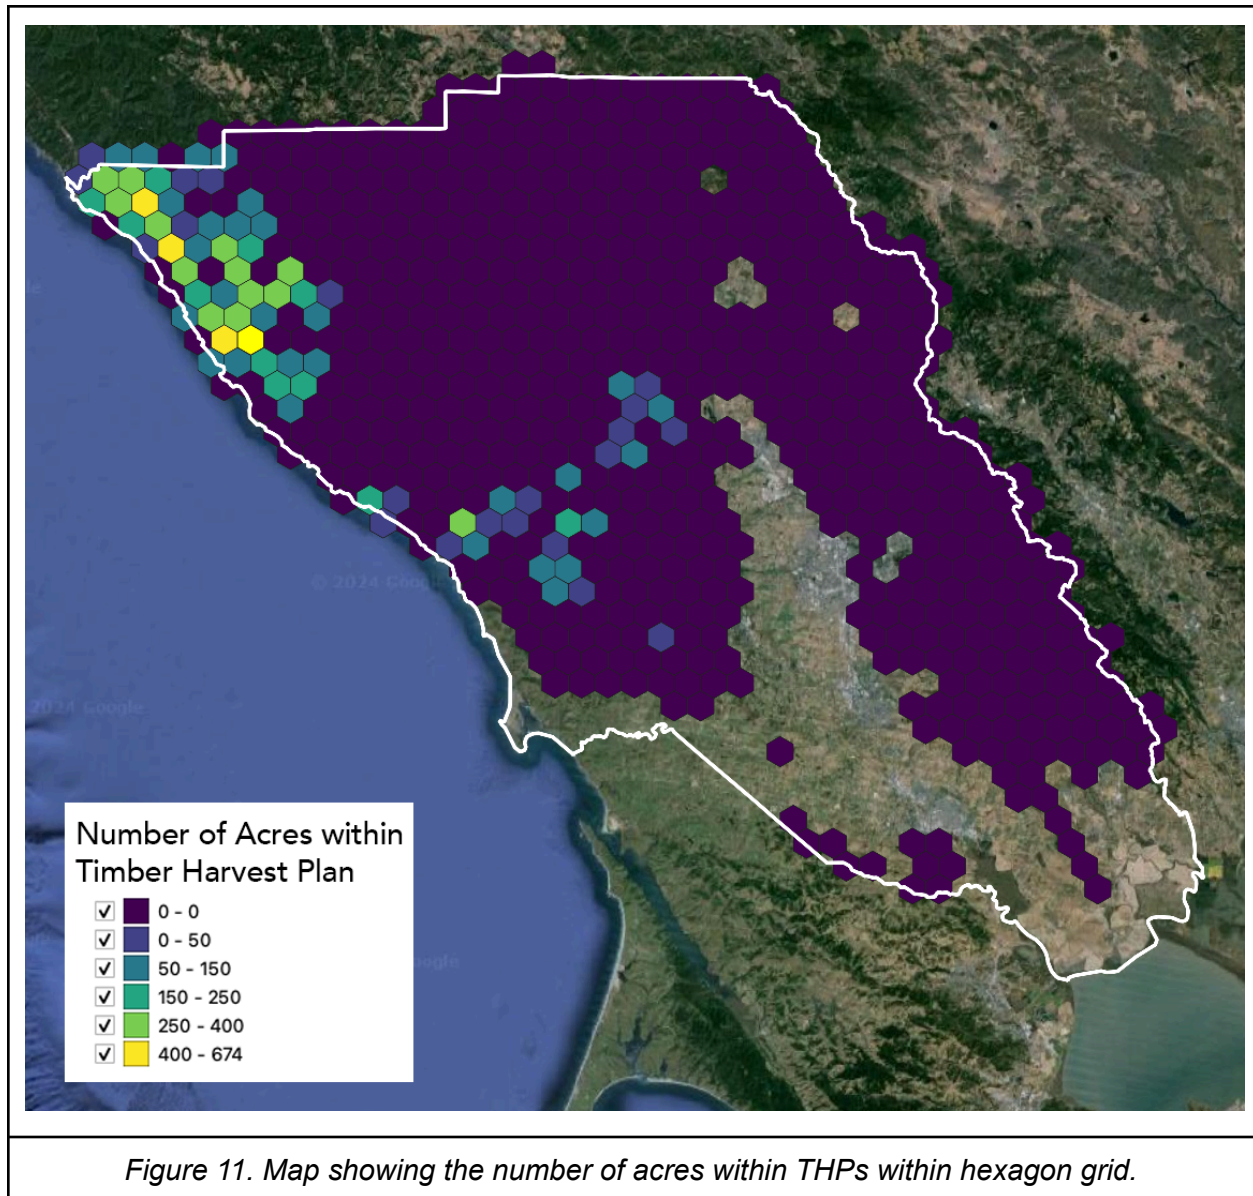 © 2024 Google
2024 Google
Number of Acres within
Timber Harvest Plan
0 - 0
0 - 50
50 - 150
150 - 250
250 - 400
400 - 674
Figure 11. Map showing the number of acres within THPs within hexagon grid.